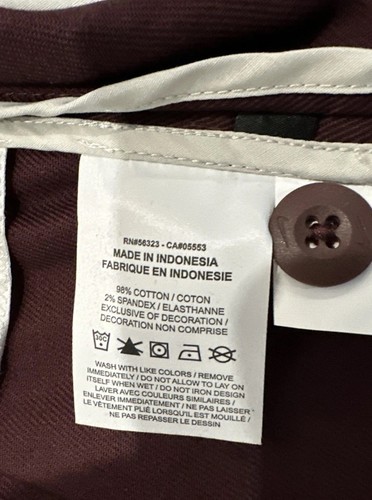 RN#56323 - CA#05553
MADE IN INDONESIA
FABRIQUE EN INDONESIE
98% COTTON / COTON
2% SPANDEX / ELASTHANNE
EXCLUSIVE OF DECORATION /
DECORATION NON COMPRISE
WASH WITH LIKE COLORS / REMOVE
IMMEDIATELY / DO NOT ALLOW TO LAY ON
ITSELF WHEN WET / DO NOT IRON DESIGN
LAVER AVEC COULEURS SIMILAIRES /
ENLEVER IMMEDIATEMENT / NE PAS LAISSER
LE VÊTEMENT PLIÉ LORSQU'IL EST MOUILLÉ /
NE PAS REPASSER LE DESSIN